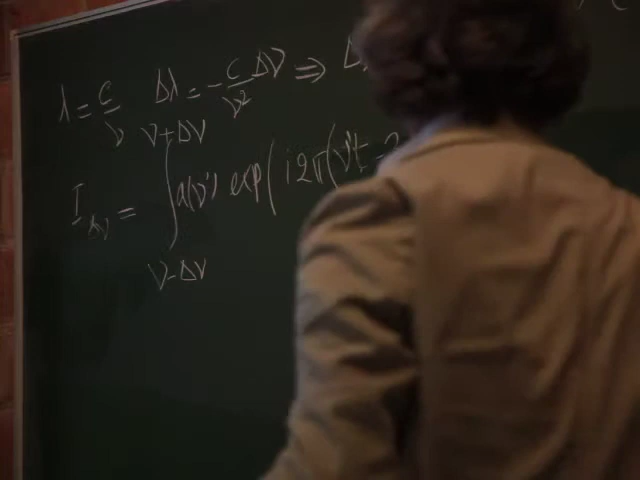 λ = c/ν Δλ = -c/ν² Δν ⇒ Δ
ν+Δν
I_Δν = ∫ a(ν') exp(i2π(ν't -
ν-Δν